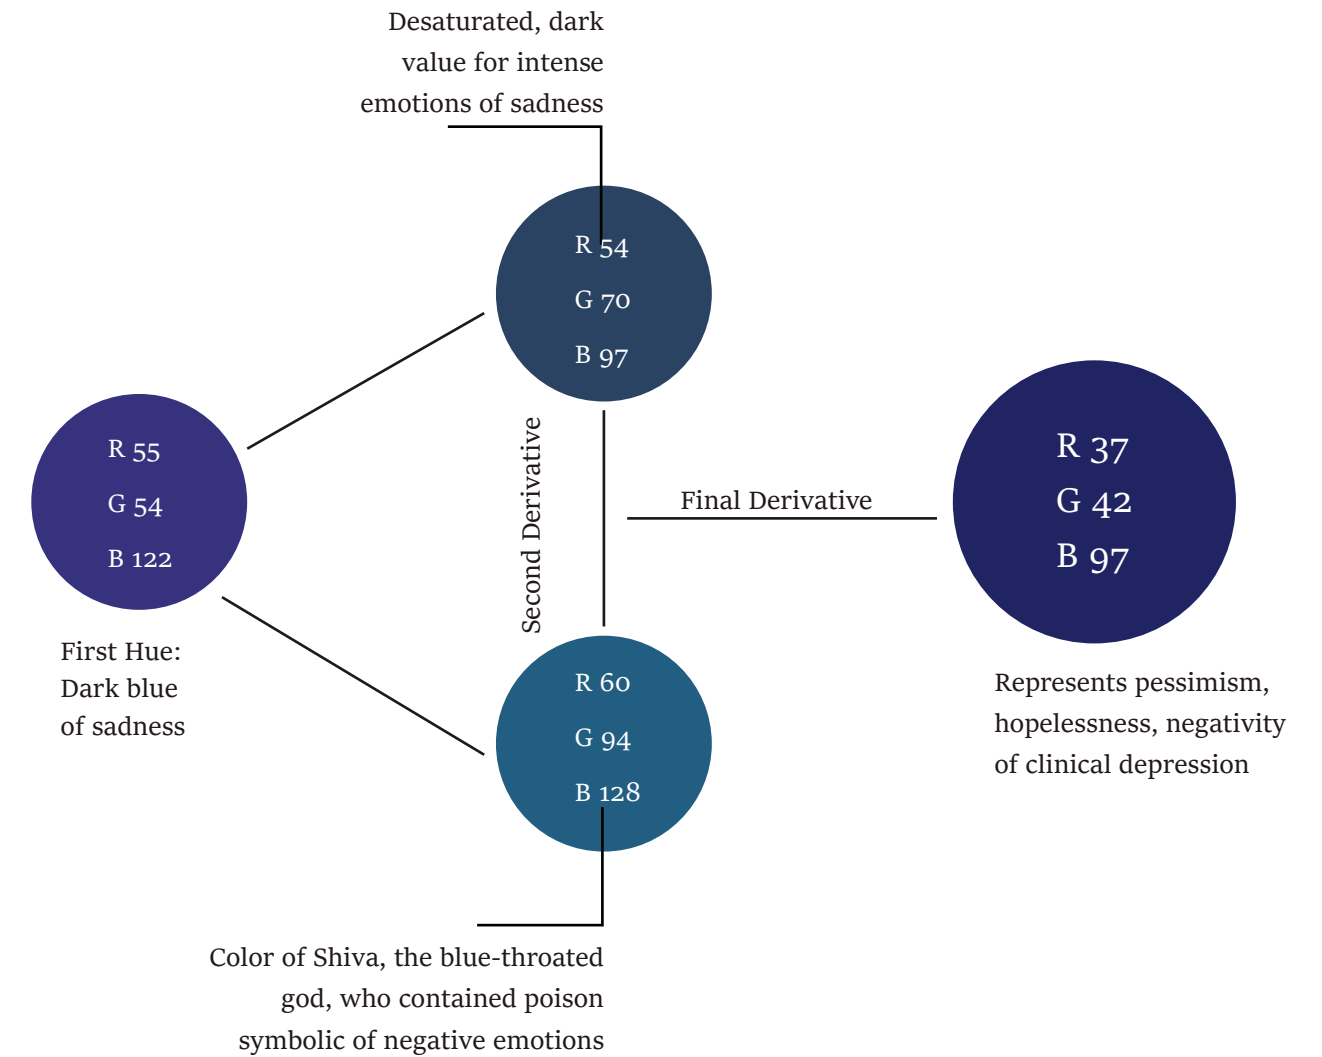 Desaturated, dark
value for intense
emotions of sadness
R 54
G 70
B 97
R 55
G 54
B 122
First Hue:
Dark blue
of sadness
Second Derivative
Final Derivative
R 37
G 42
B 97
Represents pessimism,
hopelessness, negativity
of clinical depression
R 60
G 94
B 128
Color of Shiva, the blue-throated
god, who contained poison
symbolic of negative emotions